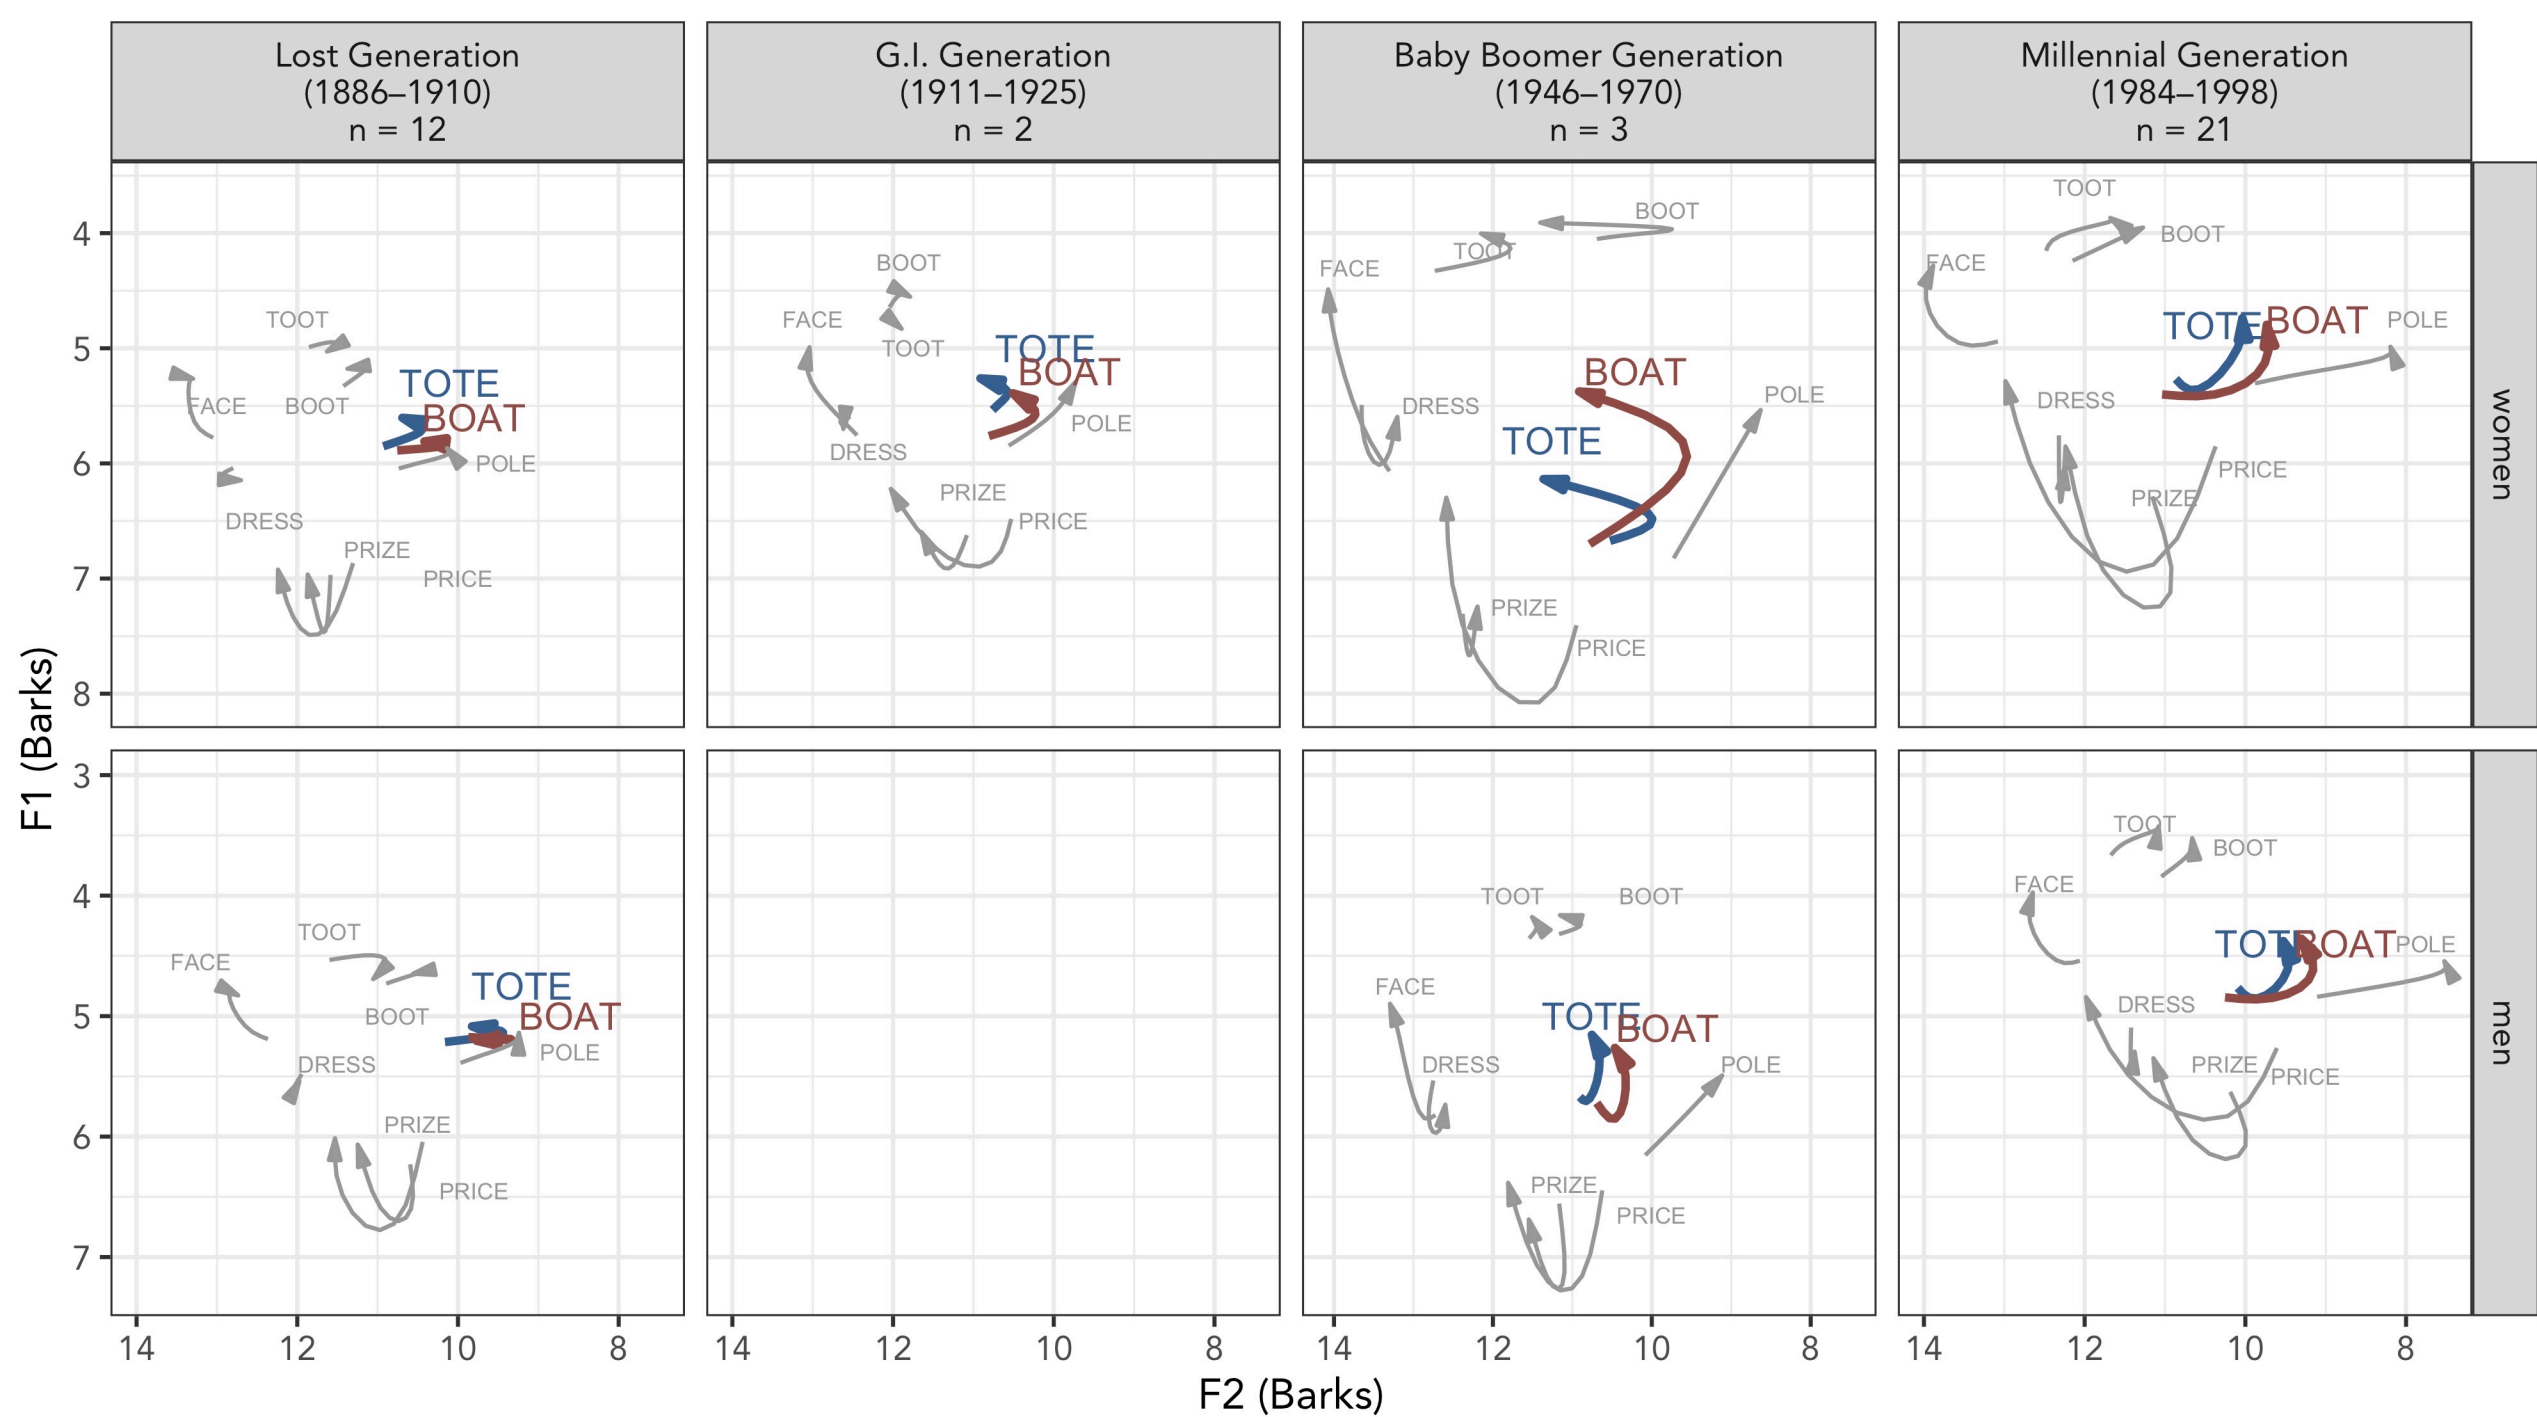 Lost Generation
(1886–1910)
n = 12
G.I. Generation
(1911–1925)
n = 2
Baby Boomer Generation
(1946–1970)
n = 3
Millennial Generation
(1984–1998)
n = 21
F1 (Barks)
4
5
6
7
8
TOOT
FACE
BOOT
TOTE
BOAT
POLE
DRESS
PRIZE
PRICE
BOOT
FACE
TOOT
TOTE
BOAT
POLE
DRESS
PRIZE
PRICE
BOOT
TOOT
FACE
BOAT
DRESS
POLE
TOTE
PRIZE
PRICE
TOOT
BOOT
FACE
TOTE
BOAT
POLE
DRESS
PRICE
PRIZE
women
3
4
5
6
7
TOOT
FACE
TOTE
BOOT
BOAT
POLE
DRESS
PRIZE
PRICE
TOOT
BOOT
FACE
TOTE
BOAT
DRESS
POLE
PRIZE
PRICE
TOOT
BOOT
FACE
TOTE
BOAT
POLE
DRESS
PRIZE
PRICE
men
14 12 10 8
14 12 10 8
14 12 10 8
14 12 10 8
F2 (Barks)